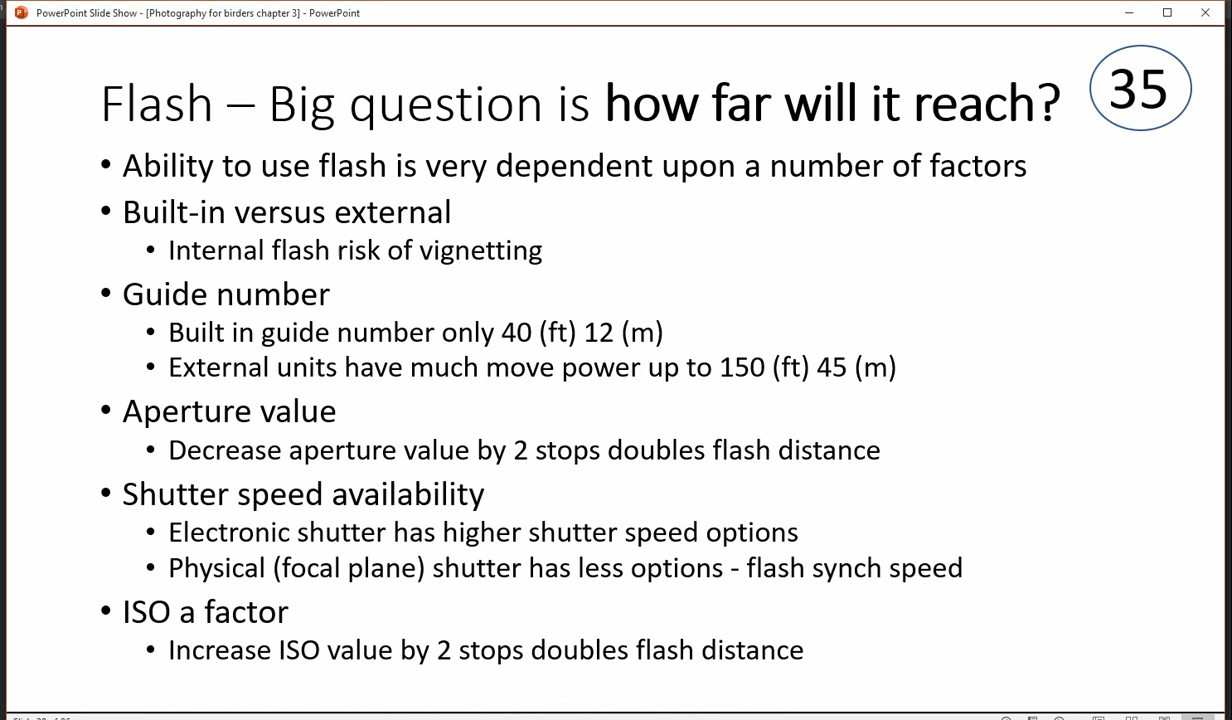 PowerPoint Slide Show - [Photography for birders chapter 3] - PowerPoint
Flash – Big question is how far will it reach?
35
• Ability to use flash is very dependent upon a number of factors
• Built-in versus external
• Internal flash risk of vignetting
• Guide number
• Built in guide number only 40 (ft) 12 (m)
• External units have much move power up to 150 (ft) 45 (m)
• Aperture value
• Decrease aperture value by 2 stops doubles flash distance
• Shutter speed availability
• Electronic shutter has higher shutter speed options
• Physical (focal plane) shutter has less options - flash synch speed
• ISO a factor
• Increase ISO value by 2 stops doubles flash distance